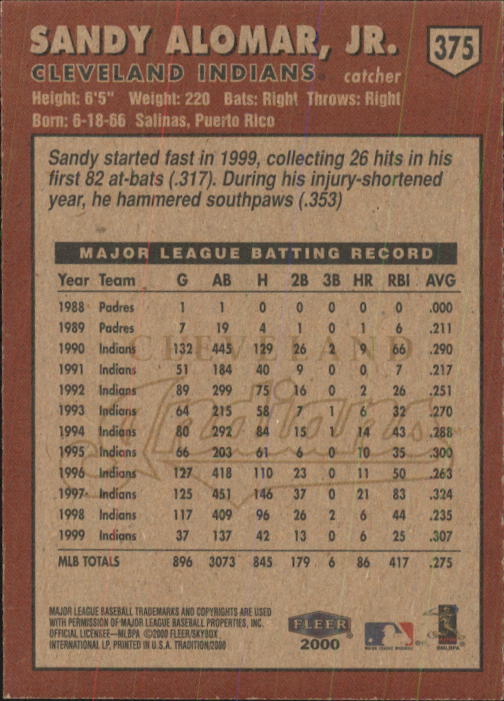 SANDY ALOMAR, JR.
375
CLEVELAND INDIANS® catcher
Height: 6'5" Weight: 220 Bats: Right Throws: Right
Born: 6-18-66 Salinas, Puerto Rico
Sandy started fast in 1999, collecting 26 hits in his
first 82 at-bats (.317). During his injury-shortened
year, he hammered southpaws (.353)
MAJOR LEAGUE BATTING RECORD
Year Team G AB H 2B 3B HR RBI AVG
1988 Padres 1 1 0 0 0 0 0 .000
1989 Padres 7 19 4 1 0 1 6 .211
1990 Indians 132 445 129 26 2 9 66 .290
1991 Indians 51 184 40 9 0 0 7 .217
1992 Indians 89 299 75 16 0 2 26 .251
1993 Indians 64 215 58 7 1 6 32 .270
1994 Indians 80 292 84 15 1 14 43 .288
1995 Indians 66 203 61 6 0 10 35 .300
1996 Indians 127 418 110 23 0 11 50 .263
1997 Indians 125 451 146 37 0 21 83 .324
1998 Indians 117 409 96 26 2 6 44 .235
1999 Indians 37 137 42 13 0 6 25 .307
MLB TOTALS 896 3073 845 179 6 86 417 .275
CLEVELAND
Indians
MAJOR LEAGUE BASEBALL TRADEMARKS AND COPYRIGHTS ARE USED
WITH PERMISSION OF MAJOR LEAGUE BASEBALL PROPERTIES, INC.
OFFICIAL LICENSEE—MLBPA ©2000 FLEER/SKYBOX
INTERNATIONAL LP, PRINTED IN U.S.A. TRADITION/2000
FLEER
2000
MAJOR LEAGUE BASEBALL
©MLBPA